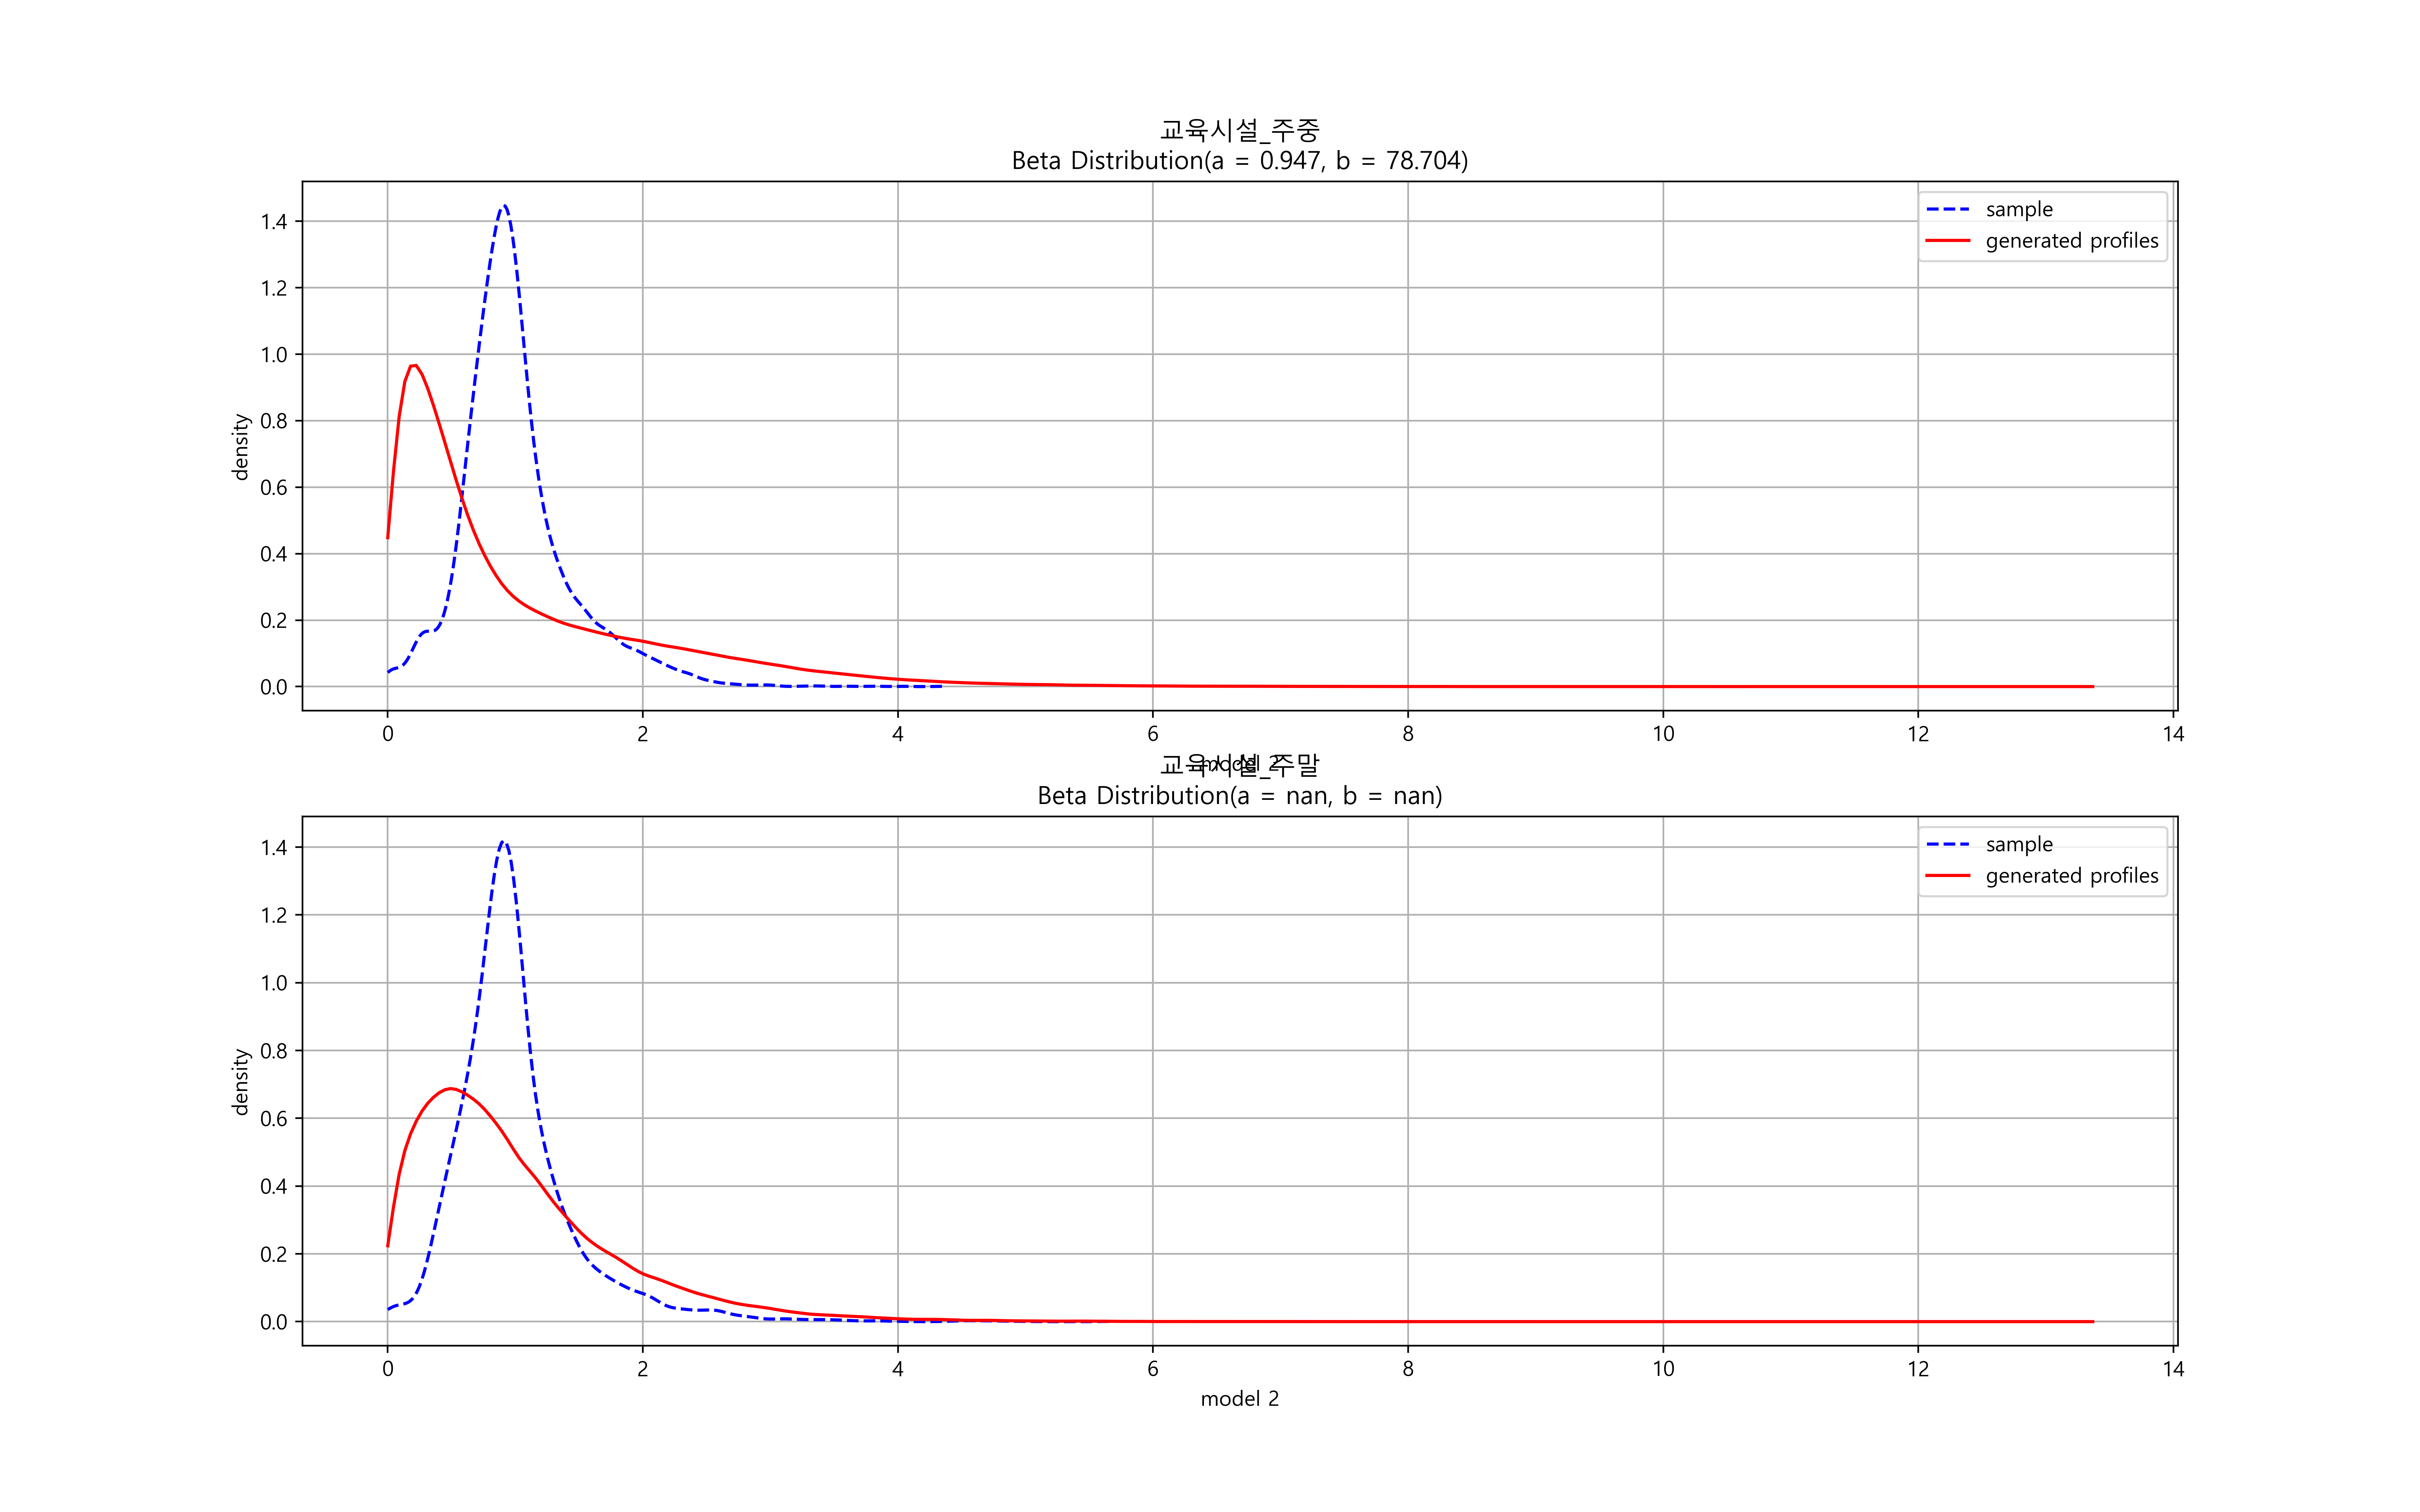 교육시설_주중
Beta Distribution(a = 0.947, b = 78.704)
sample
generated profiles
density
1.4
1.2
1.0
0.8
0.6
0.4
0.2
0.0
0 2 4 6 8 10 12 14
model 2
교육시설_주말
Beta Distribution(a = nan, b = nan)
sample
generated profiles
density
1.4
1.2
1.0
0.8
0.6
0.4
0.2
0.0
0 2 4 6 8 10 12 14
model 2